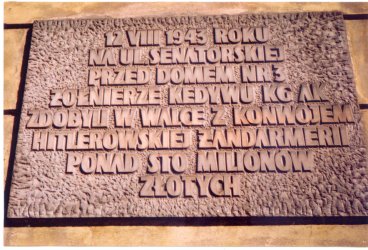 12 VIII 1943 ROKU
NA UL. SENATORSKIEJ
PRZED DOMEM NR 3
ŻOŁNIERZE KEDYWU KG AK
ZDOBYLI W WALCE Z KONWOJEM
HITLEROWSKIEJ ŻANDARMERII
PONAD STO MILIONÓW
ZŁOTYCH